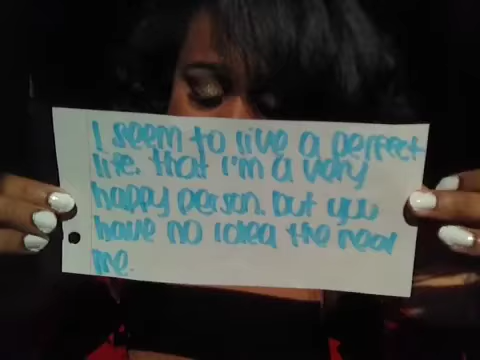 I seem to live a perfect
life. that I'm a very
happy person. but you
have no idea the real
me.